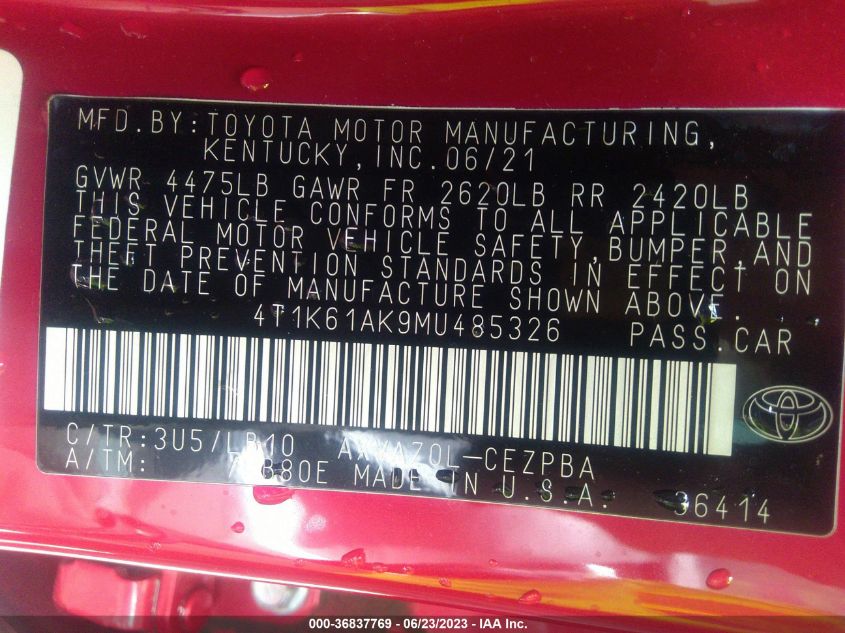 MFD.BY:TOYOTA MOTOR MANUFACTURING,
KENTUCKY,INC.06/21
GVWR 4475LB GAWR FR 2620LB RR 2420LB
THIS VEHICLE CONFORMS TO ALL APPLICABLE
FEDERAL MOTOR VEHICLE SAFETY,BUMPER,AND
THEFT PREVENTION STANDARDS IN EFFECT ON
THE DATE OF MANUFACTURE SHOWN ABOVE.
4T1K61AK9MU485326 PASS.CAR
C/TR:3U5/LB10 AXVA70L-CEZPBA
A/TM: MADE IN U.S.A. 36414
000-36837769 - 06/23/2023 - IAA Inc.